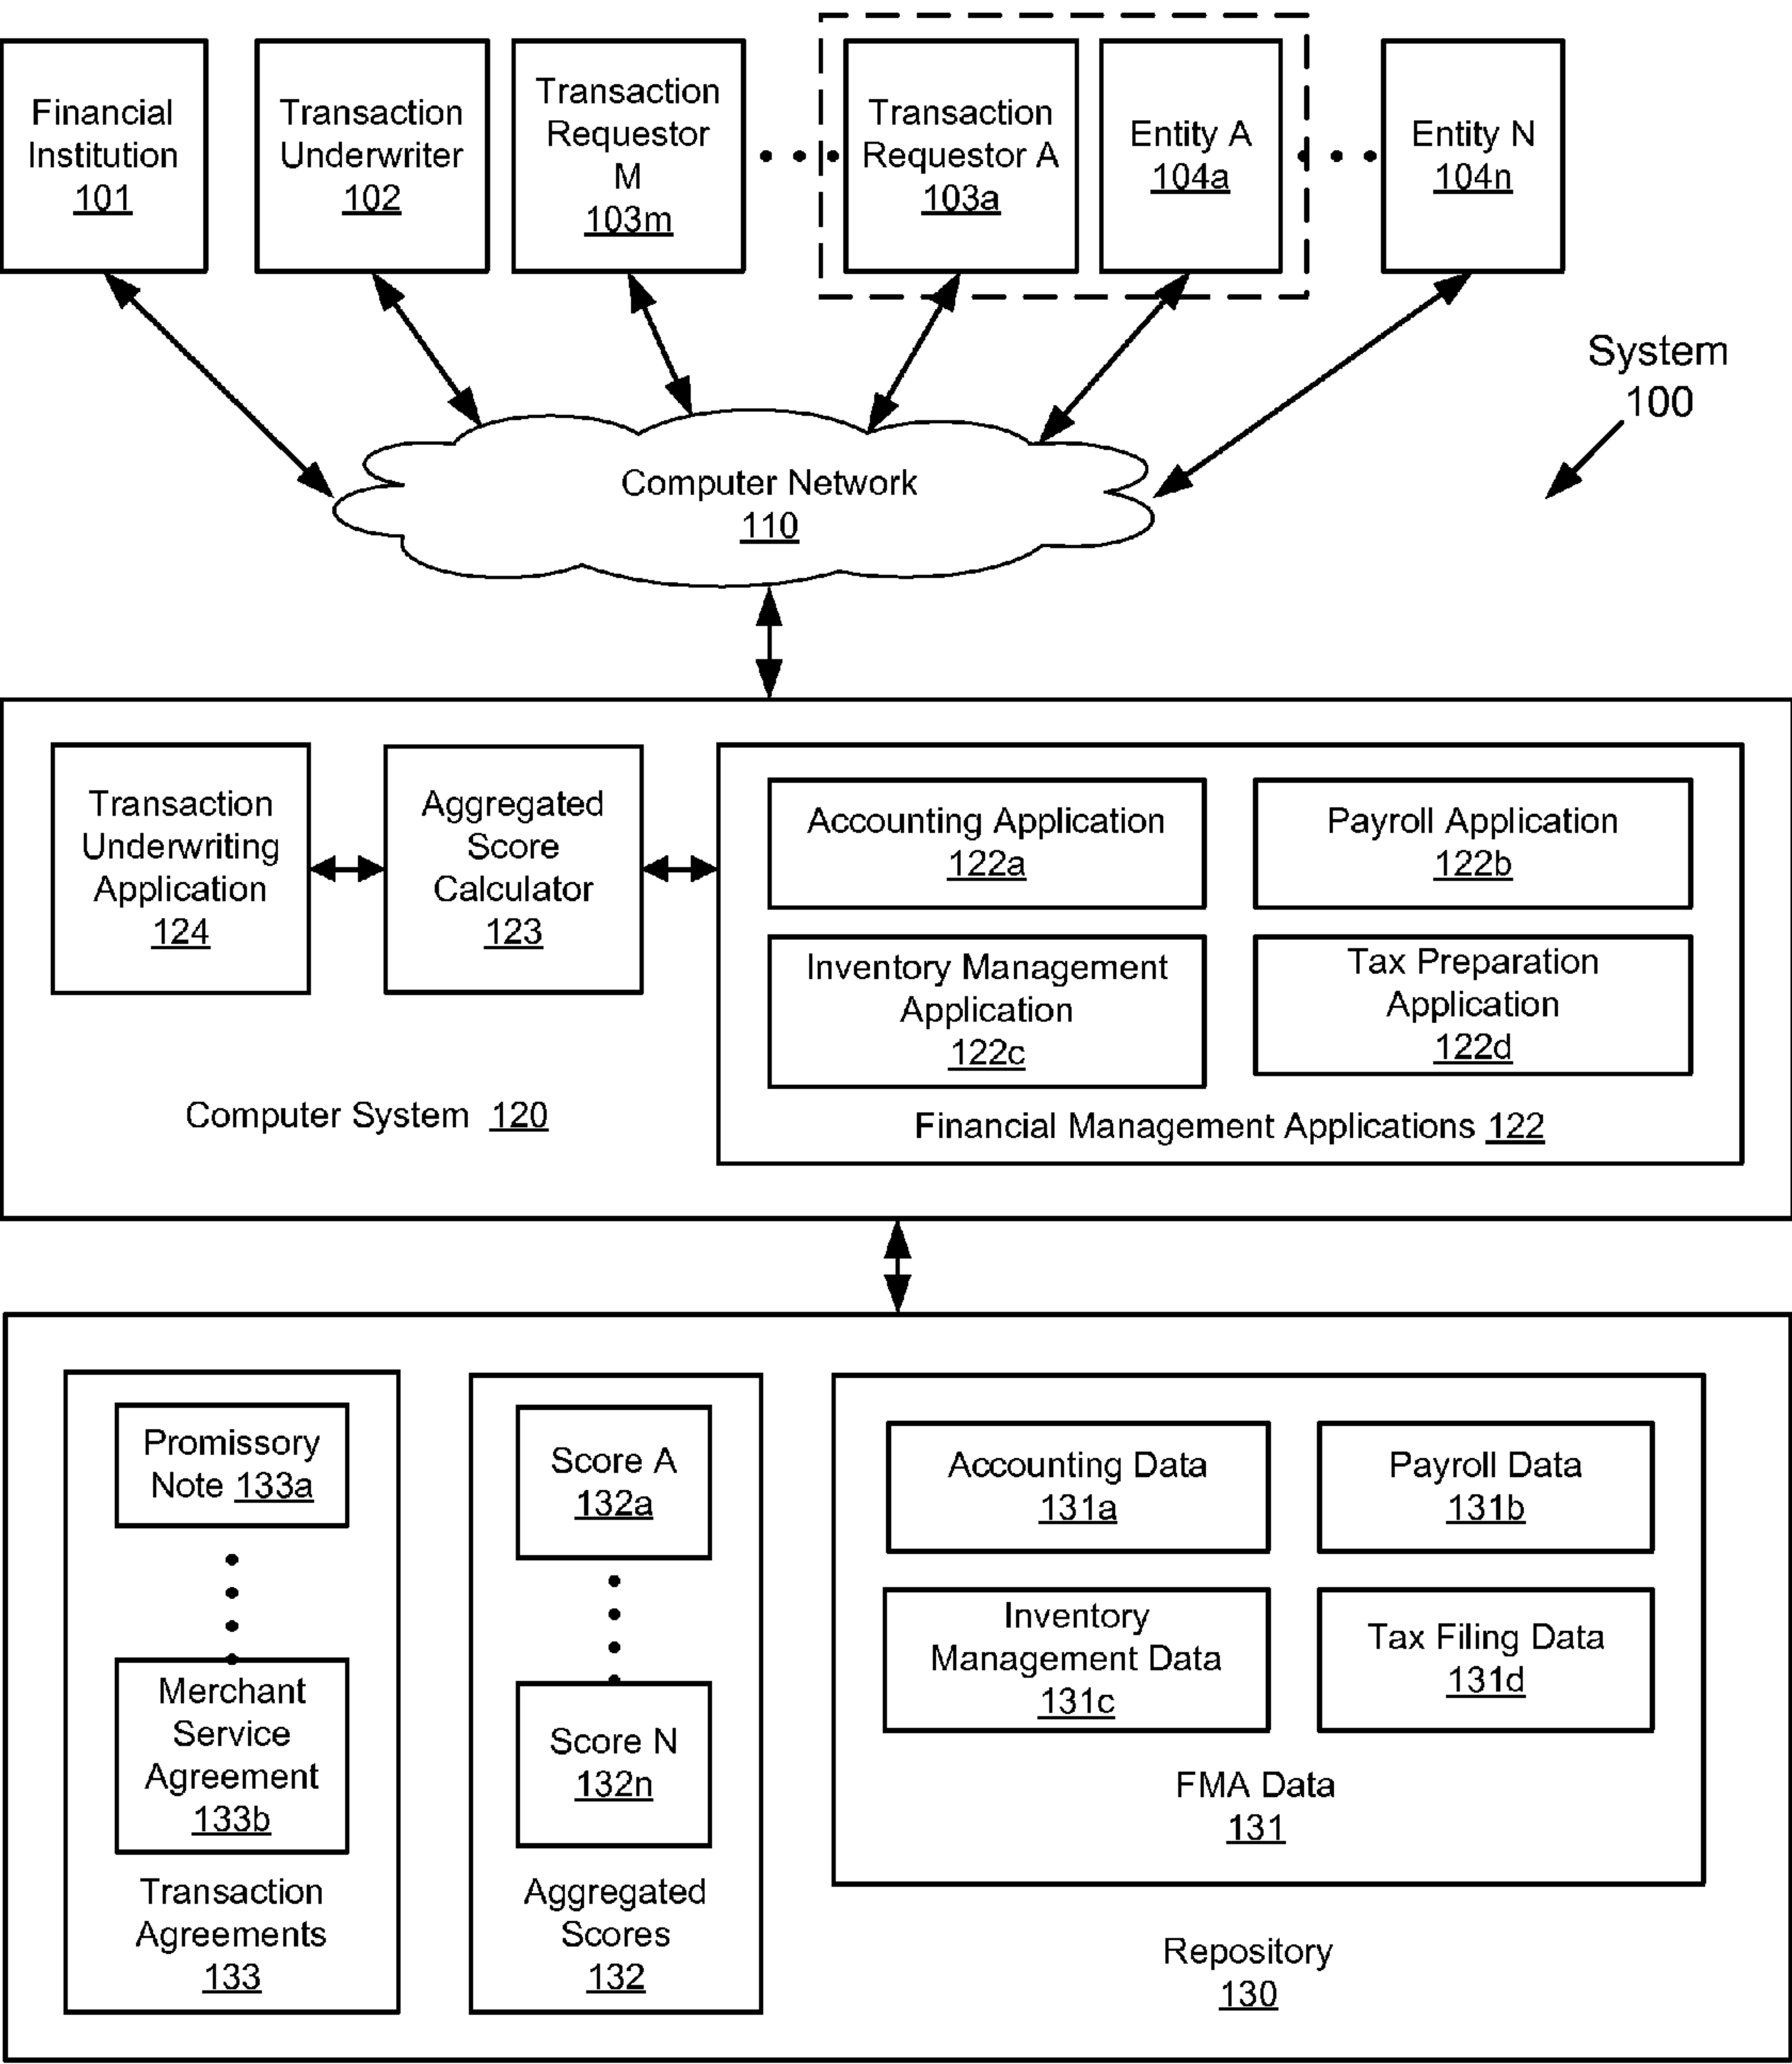 Financial
Institution
101
Transaction
Underwriter
102
Transaction
Requestor
M
103m
Transaction
Requestor A
103a
Entity A
104a
Entity N
104n
System
100
Computer Network
110
Transaction
Underwriting
Application
124
Aggregated
Score
Calculator
123
Accounting Application
122a
Payroll Application
122b
Inventory Management
Application
122c
Tax Preparation
Application
122d
Computer System 120
Financial Management Applications 122
Promissory
Note 133a
Merchant
Service
Agreement
133b
Transaction
Agreements
133
Score A
132a
Score N
132n
Aggregated
Scores
132
Accounting Data
131a
Payroll Data
131b
Inventory
Management Data
131c
Tax Filing Data
131d
FMA Data
131
Repository
130